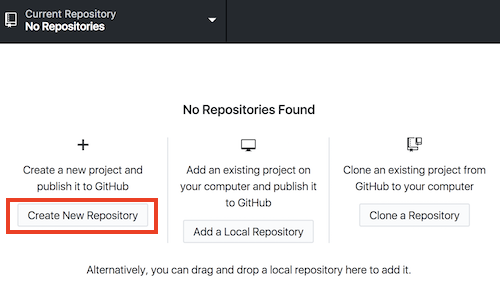 Current Repository
No Repositories
No Repositories Found
Create a new project and
publish it to GitHub
Create New Repository
Add an existing project on
your computer and publish it
to GitHub
Add a Local Repository
Clone an existing project from
GitHub to your computer
Clone a Repository
Alternatively, you can drag and drop a local repository here to add it.